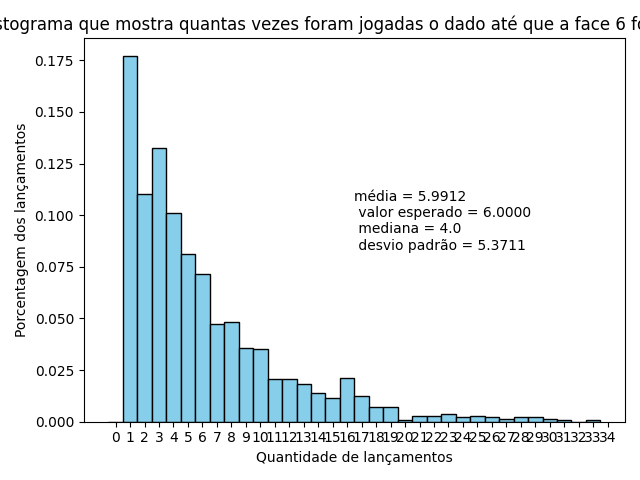 stograma que mostra quantas vezes foram jogadas o dado até que a face 6 fo
0.175
0.150
0.125
0.100
0.075
0.050
0.025
0.000
Porcentagem dos lançamentos
média = 5.9912
valor esperado = 6.0000
mediana = 4.0
desvio padrão = 5.3711
0 1 2 3 4 5 6 7 8 9 10 11 12 13 14 15 16 17 18 19 20 21 22 23 24 25 26 27 28 29 30 31 32 33 34
Quantidade de lançamentos